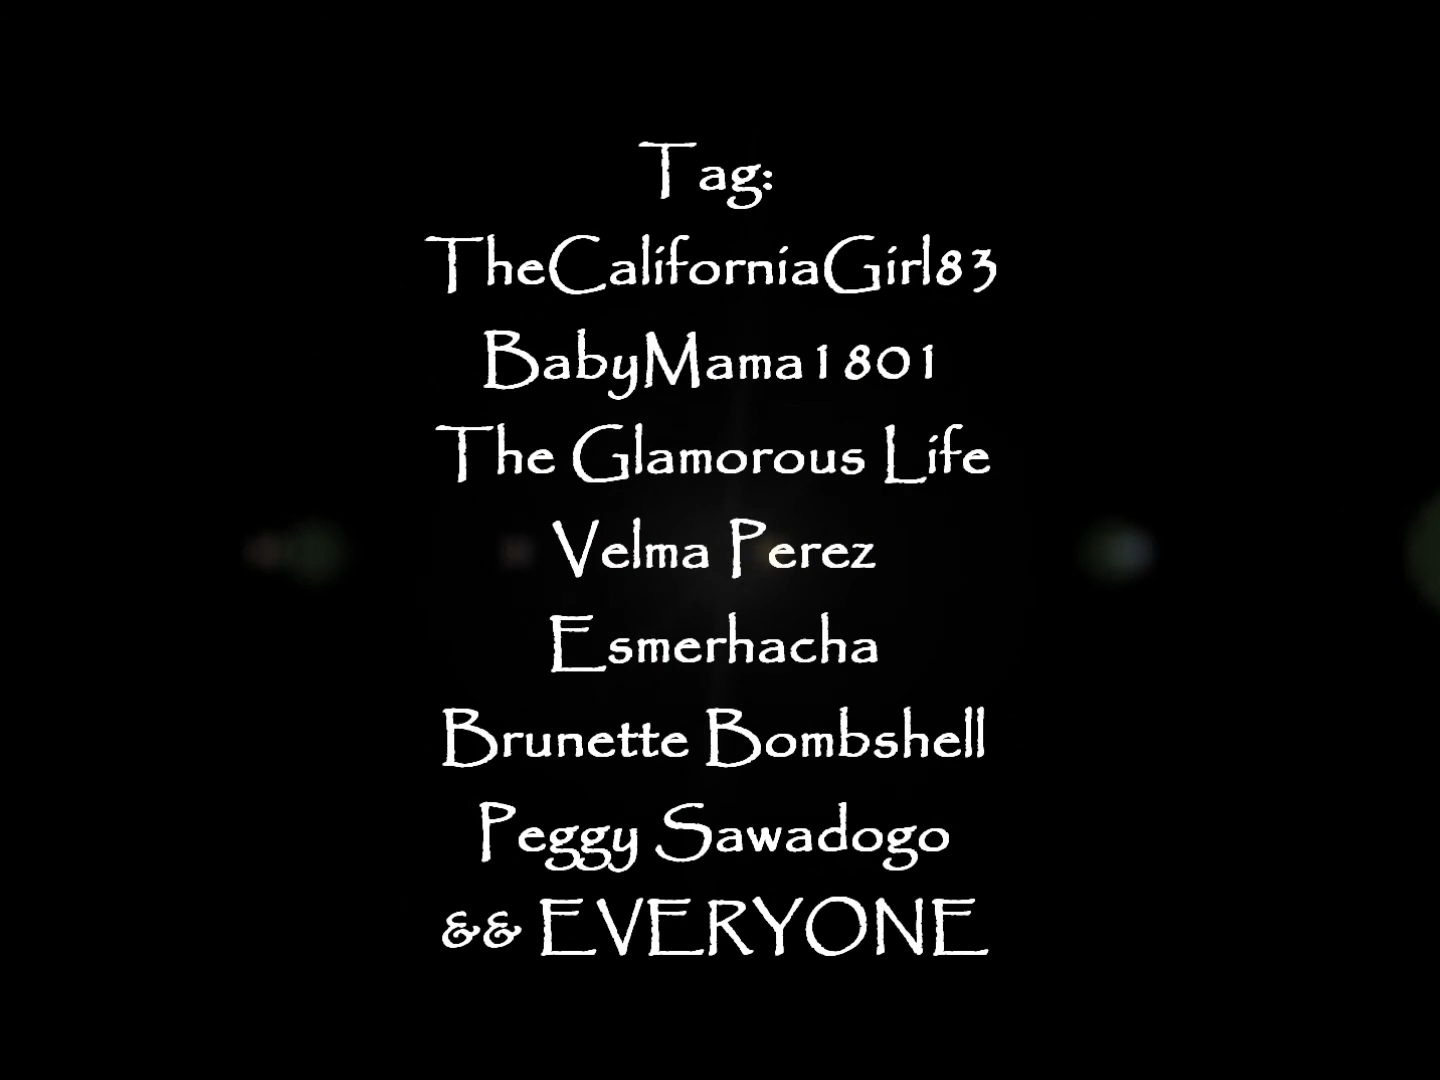 Tag:
TheCaliforniaGirl83
BabyMama1801
The Glamorous Life
Velma Perez
Esmerhacha
Brunette Bombshell
Peggy Sawadogo
&& EVERYONE